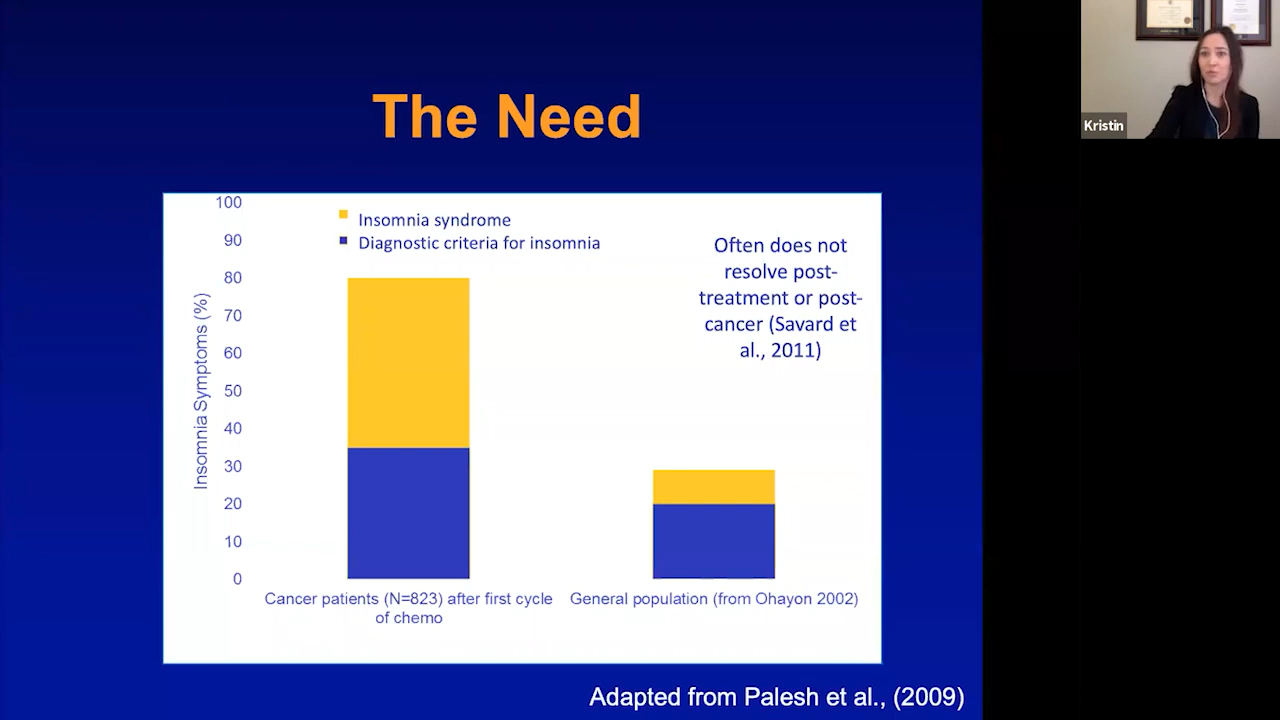 The Need
100
90
80
70
60
50
40
30
20
10
0
Insomnia Symptoms (%)
Insomnia syndrome
Diagnostic criteria for insomnia
Often does not
resolve post-
treatment or post-
cancer (Savard et
al., 2011)
Cancer patients (N=823) after first cycle
of chemo
General population (from Ohayon 2002)
Adapted from Palesh et al., (2009)
Kristin